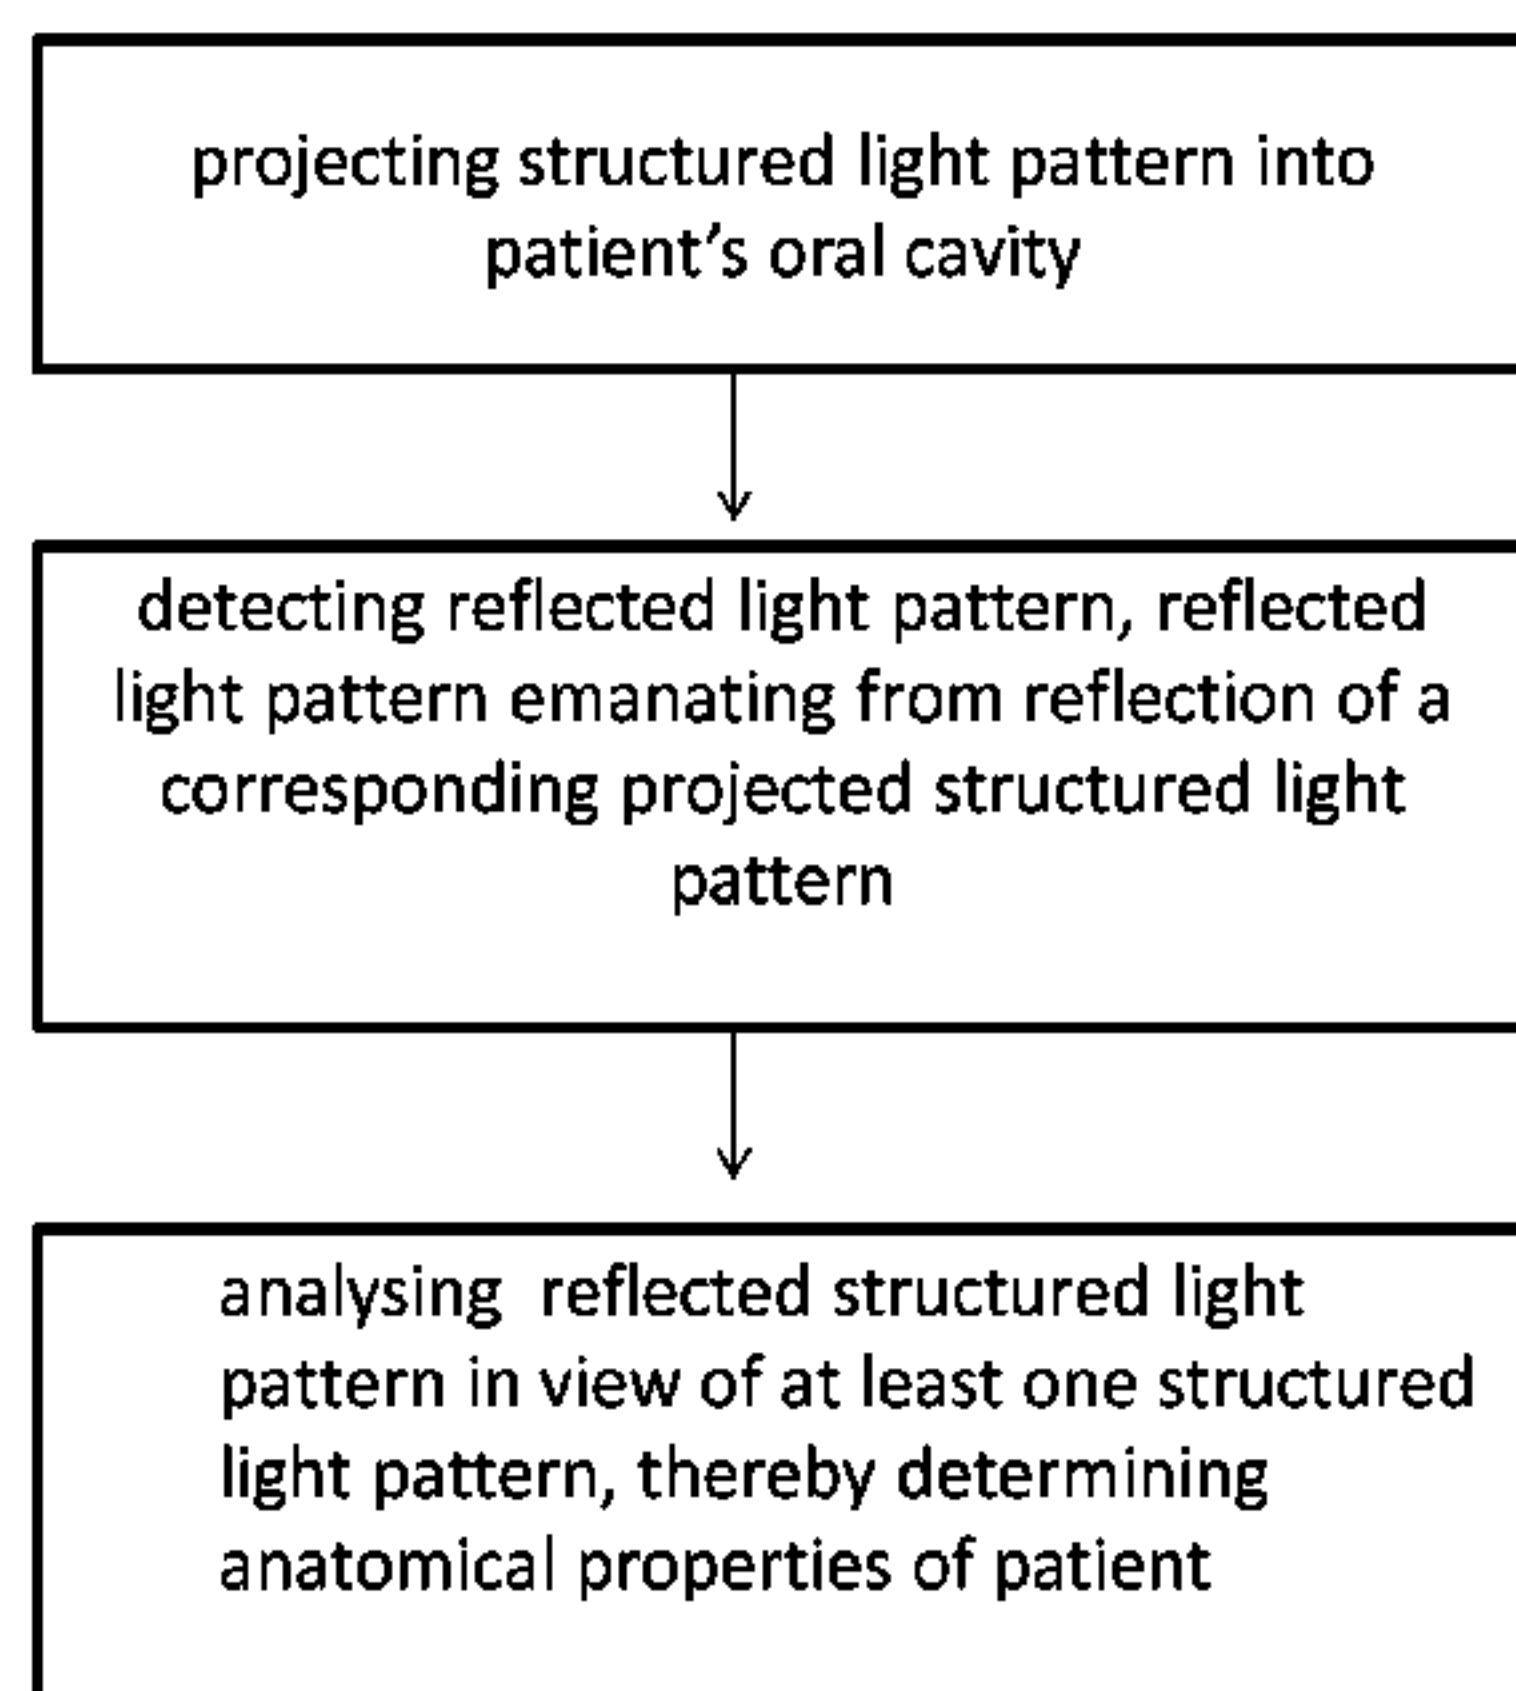 projecting structured light pattern into
patient’s oral cavity
detecting reflected light pattern, reflected
light pattern emanating from reflection of a
corresponding projected structured light
pattern
analysing  reflected structured light
pattern in view of at least one structured
light pattern, thereby determining
anatomical properties of patient